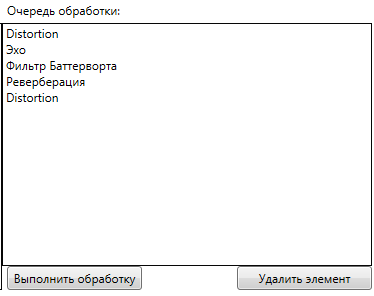 Очередь обработки:
Distortion
Эхо
Фильтр Баттерворта
Реверберация
Distortion
Выполнить обработку
Удалить элемент